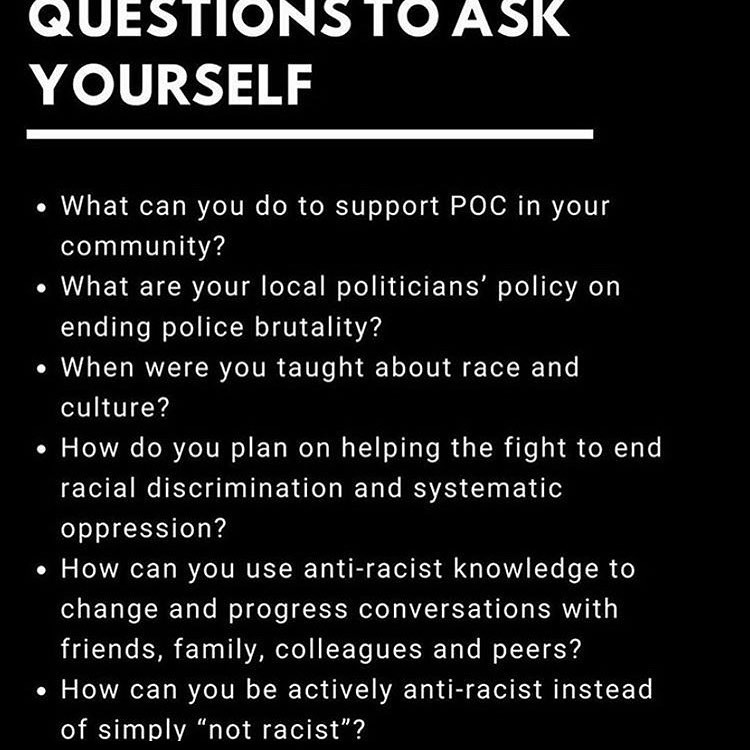 QUESTIONS TO ASK
YOURSELF
• What can you do to support POC in your
community?
• What are your local politicians’ policy on
ending police brutality?
• When were you taught about race and
culture?
• How do you plan on helping the fight to end
racial discrimination and systematic
oppression?
• How can you use anti-racist knowledge to
change and progress conversations with
friends, family, colleagues and peers?
• How can you be actively anti-racist instead
of simply “not racist”?